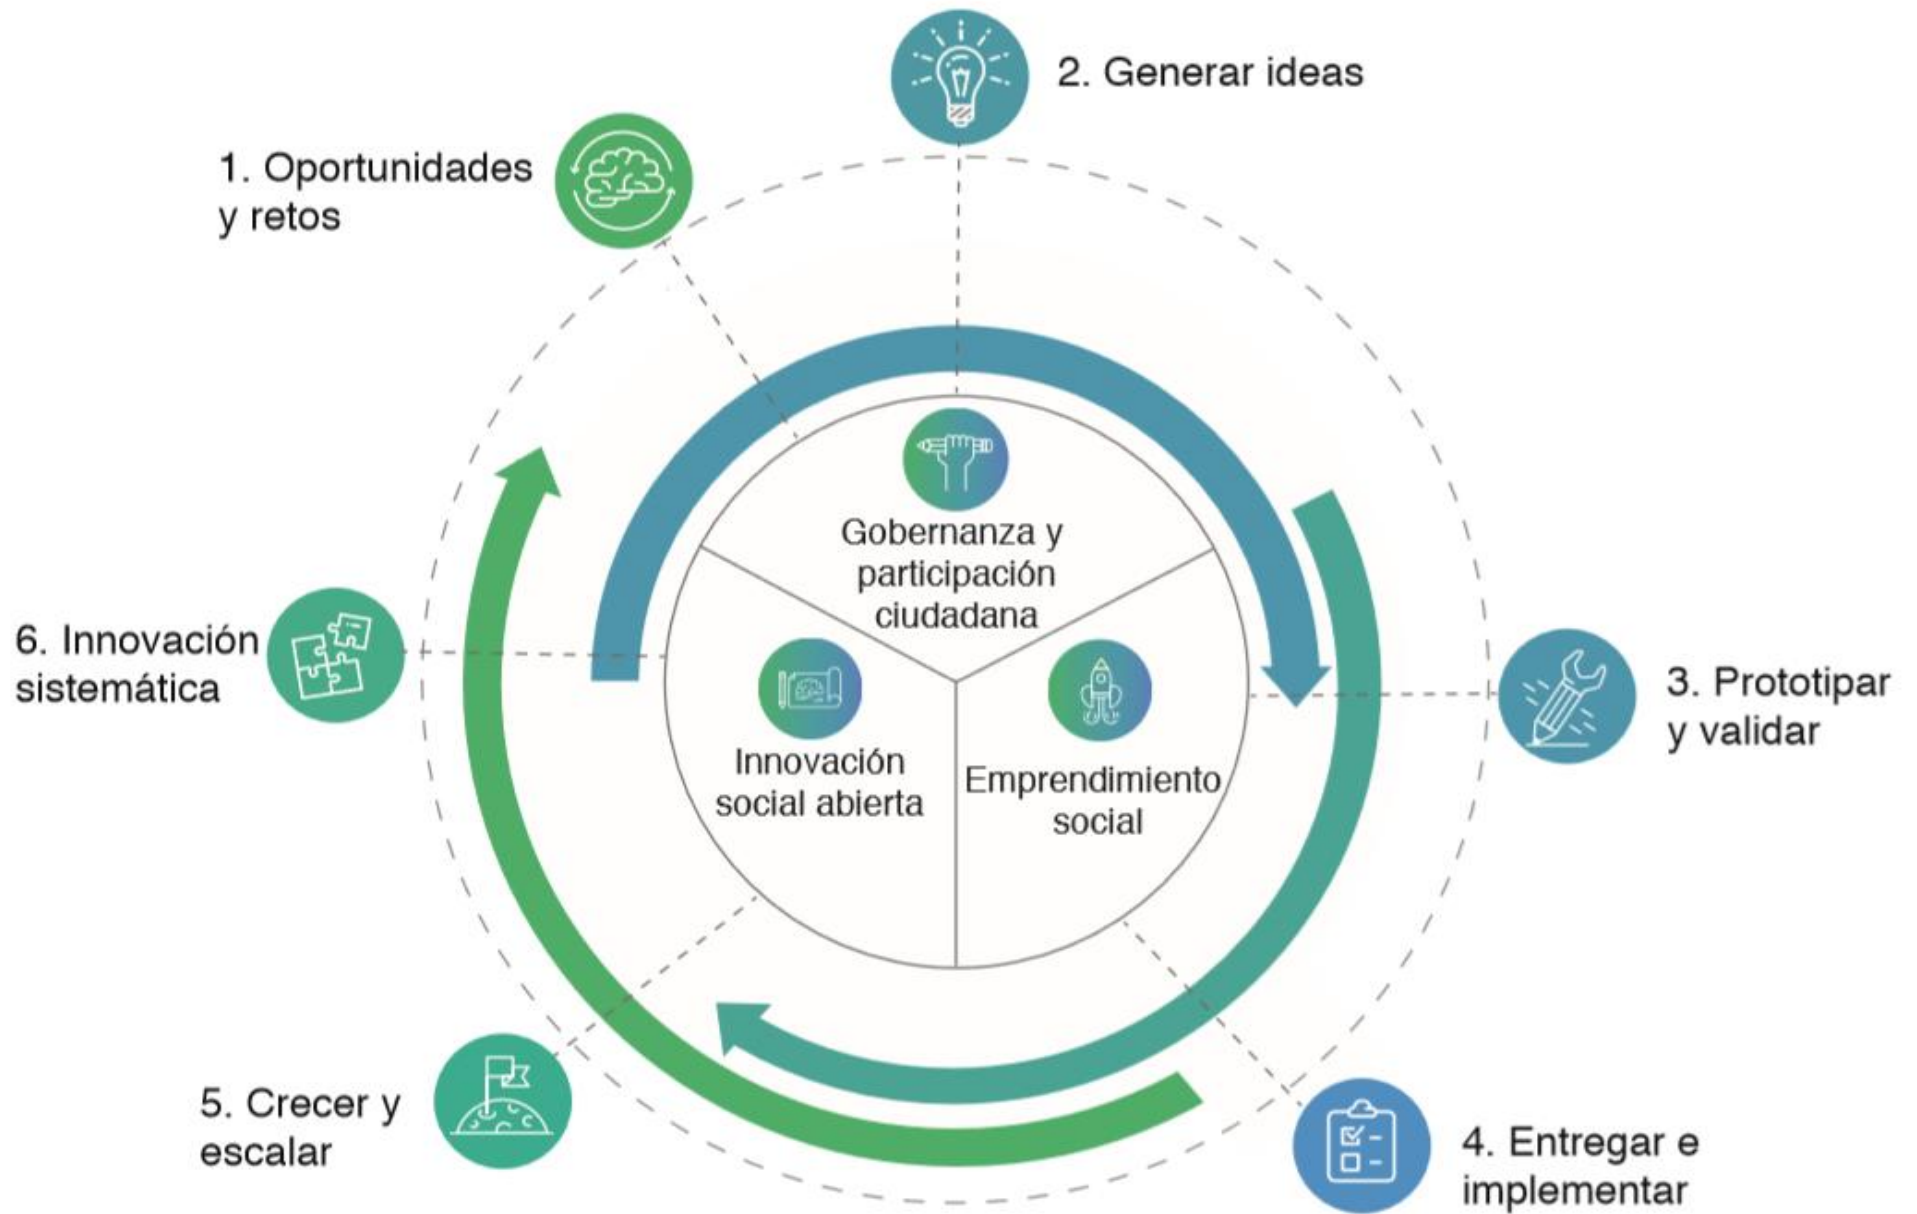 1. Oportunidades
y retos
2. Generar ideas
3. Prototipar
y validar
4. Entregar e
implementar
5. Crecer y
escalar
6. Innovación
sistemática
Gobernanza y
participación
ciudadana
Innovación
social abierta
Emprendimiento
social